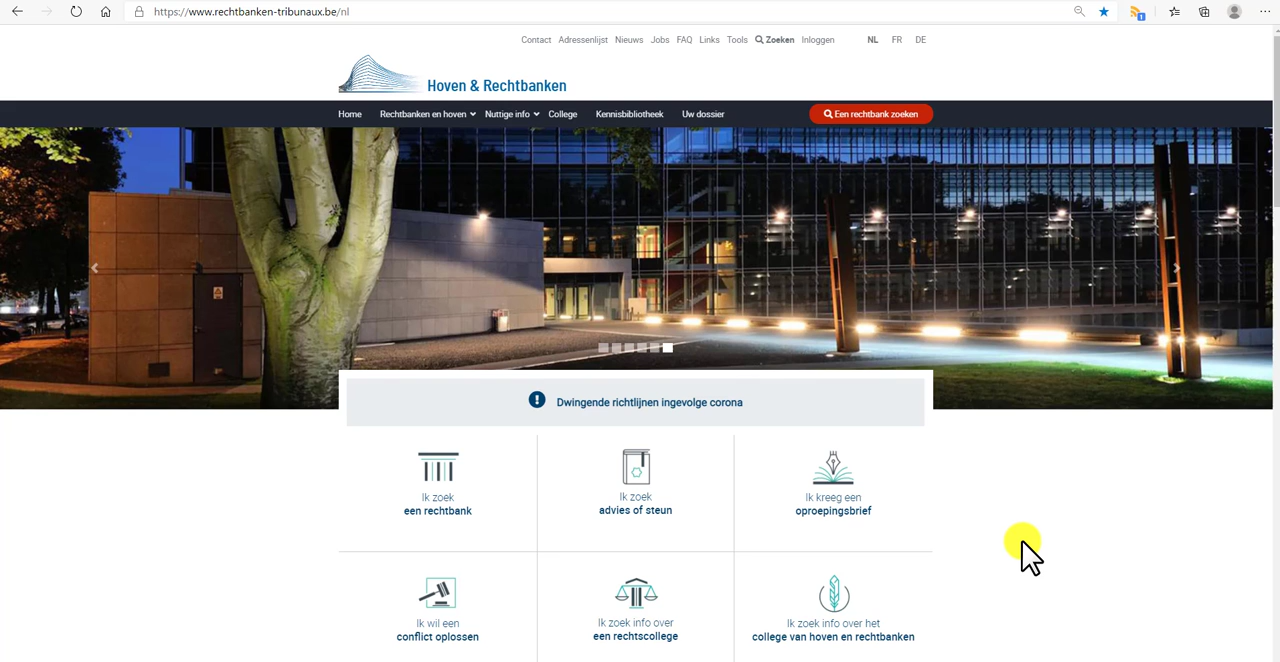 https://www.rechtbanken-tribunaux.be/nl
1
Contact Adressenlijst Nieuws Jobs FAQ Links Tools Zoeken Inloggen NL FR DE
Hoven & Rechtbanken
Home Rechtbanken en hoven Nuttige info College Kennisbibliotheek Uw dossier Een rechtbank zoeken
Dwingende richtlijnen ingevolge corona
Ik zoek
een rechtbank
Ik zoek
advies of steun
Ik kreeg een
oproepingsbrief
Ik wil een
conflict oplossen
Ik zoek info over
een rechtscollege
Ik zoek info over het
college van hoven en rechtbanken